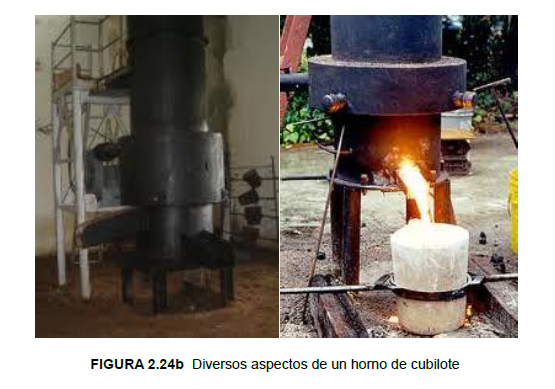 FIGURA 2.24b Diversos aspectos de un horno de cubilote